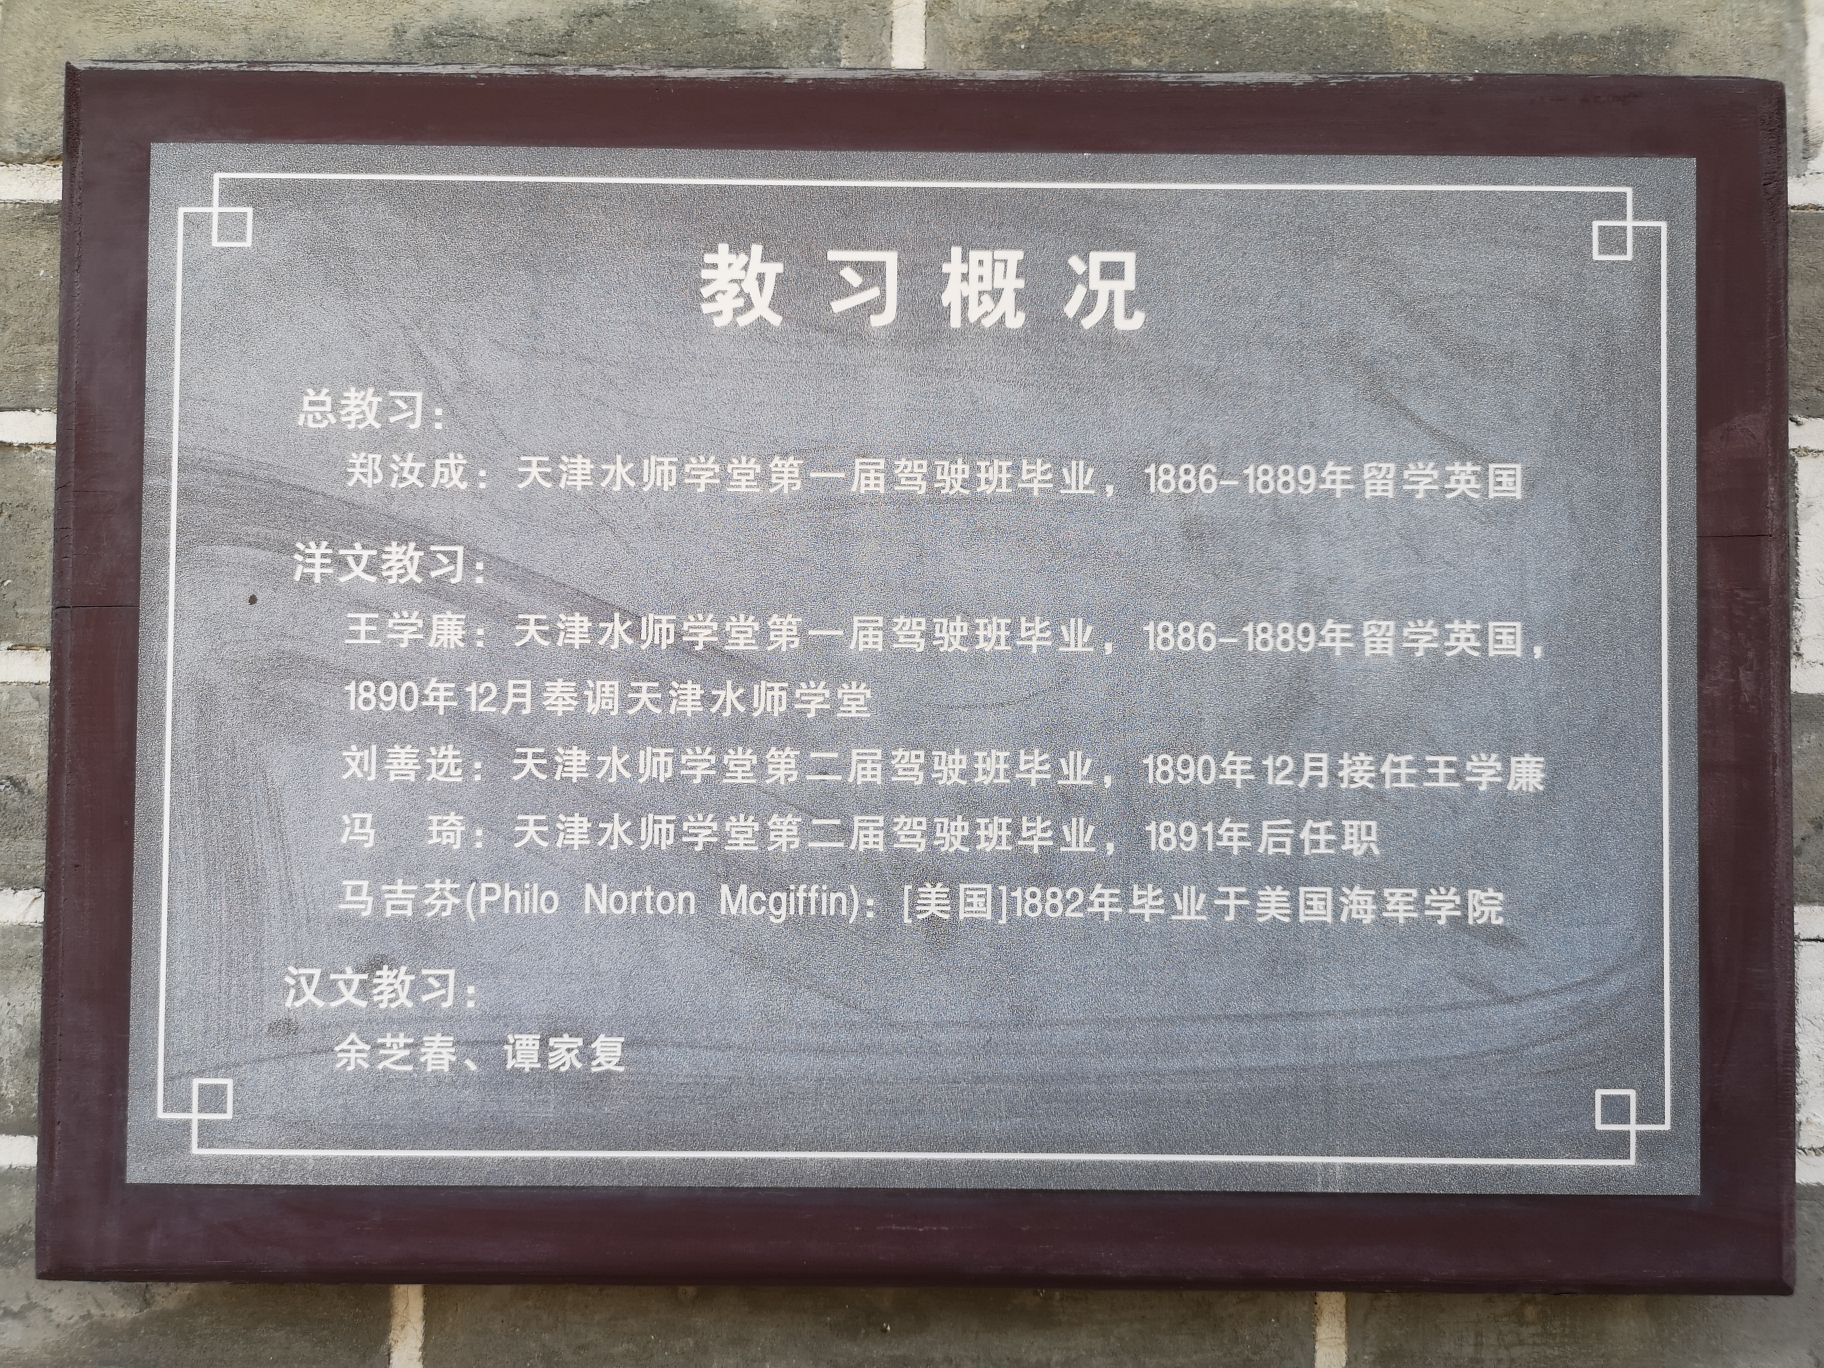 教习概况
总教习：
郑汝成：天津水师学堂第一届驾驶班毕业，1886-1889年留学英国
洋文教习：
王学廉：天津水师学堂第一届驾驶班毕业，1886-1889年留学英国，
1890年12月奉调天津水师学堂
刘善选：天津水师学堂第二届驾驶班毕业，1890年12月接任王学廉
冯　琦：天津水师学堂第二届驾驶班毕业，1891年后任职
马吉芬(Philo Norton Mcgiffin)：[美国]1882年毕业于美国海军学院
汉文教习：
余芝春、谭家复